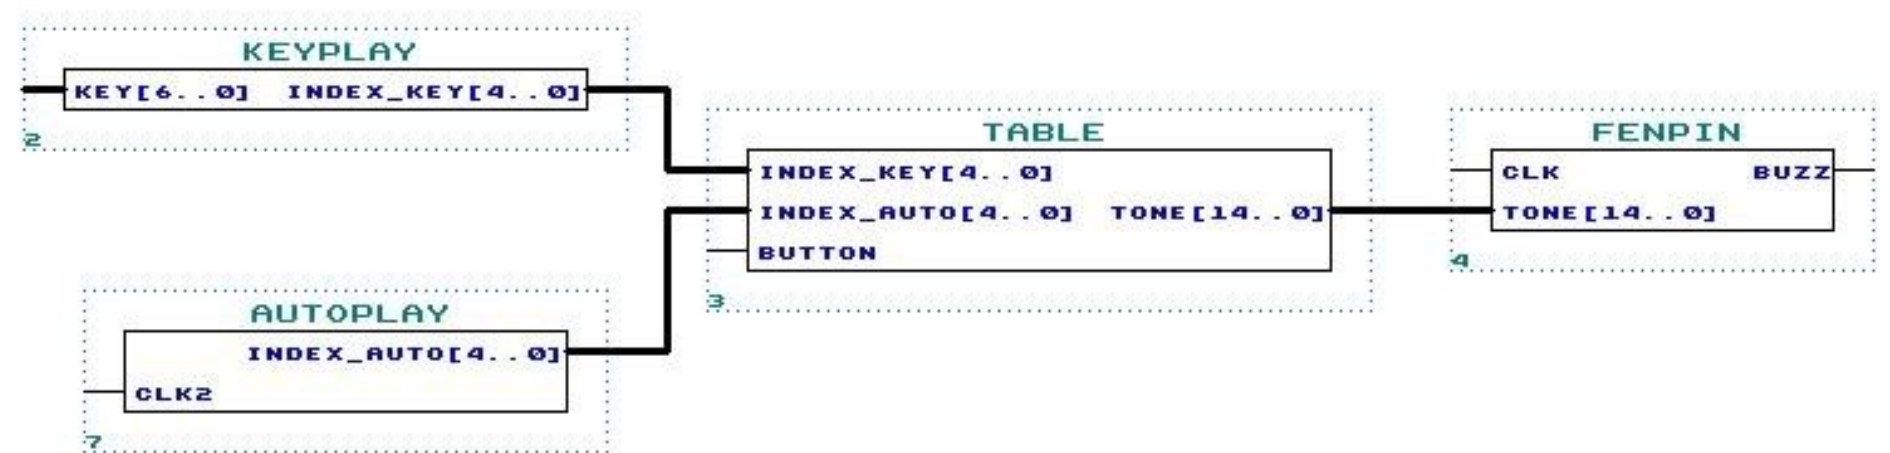 KEYPLAY
KEY[6..0] INDEX_KEY[4..0]
2
TABLE
INDEX_KEY[4..0]
INDEX_AUTO[4..0] TONE[14..0]
BUTTON
3
FENPIN
CLK BUZZ
TONE[14..0]
4
AUTOPLAY
INDEX_AUTO[4..0]
CLK2
7